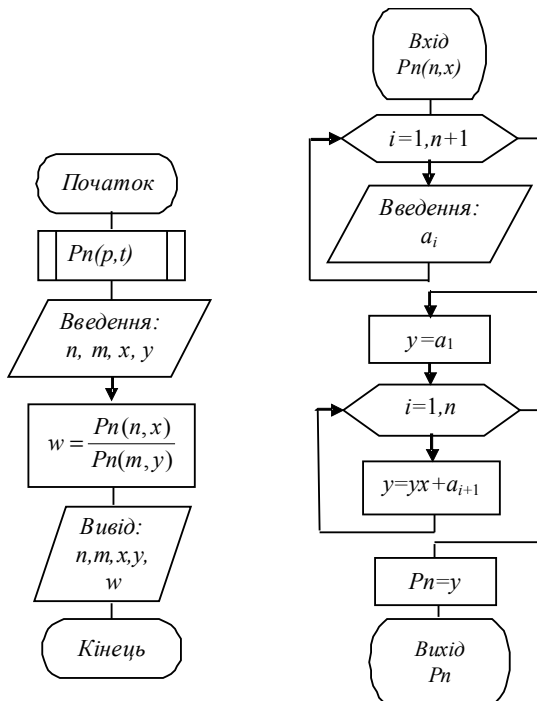 Початок
Pn(p,t)
Введення:
n, m, x, y
w = Pn(n, x) / Pn(m, y)
Вивід:
n,m,x,y,
w
Кінець
Вхід
Pn(n,x)
i=1,n+1
Введення:
aᵢ
y=a₁
i=1,n
y=yx+aᵢ₊₁
Pn=y
Вихід
Pn